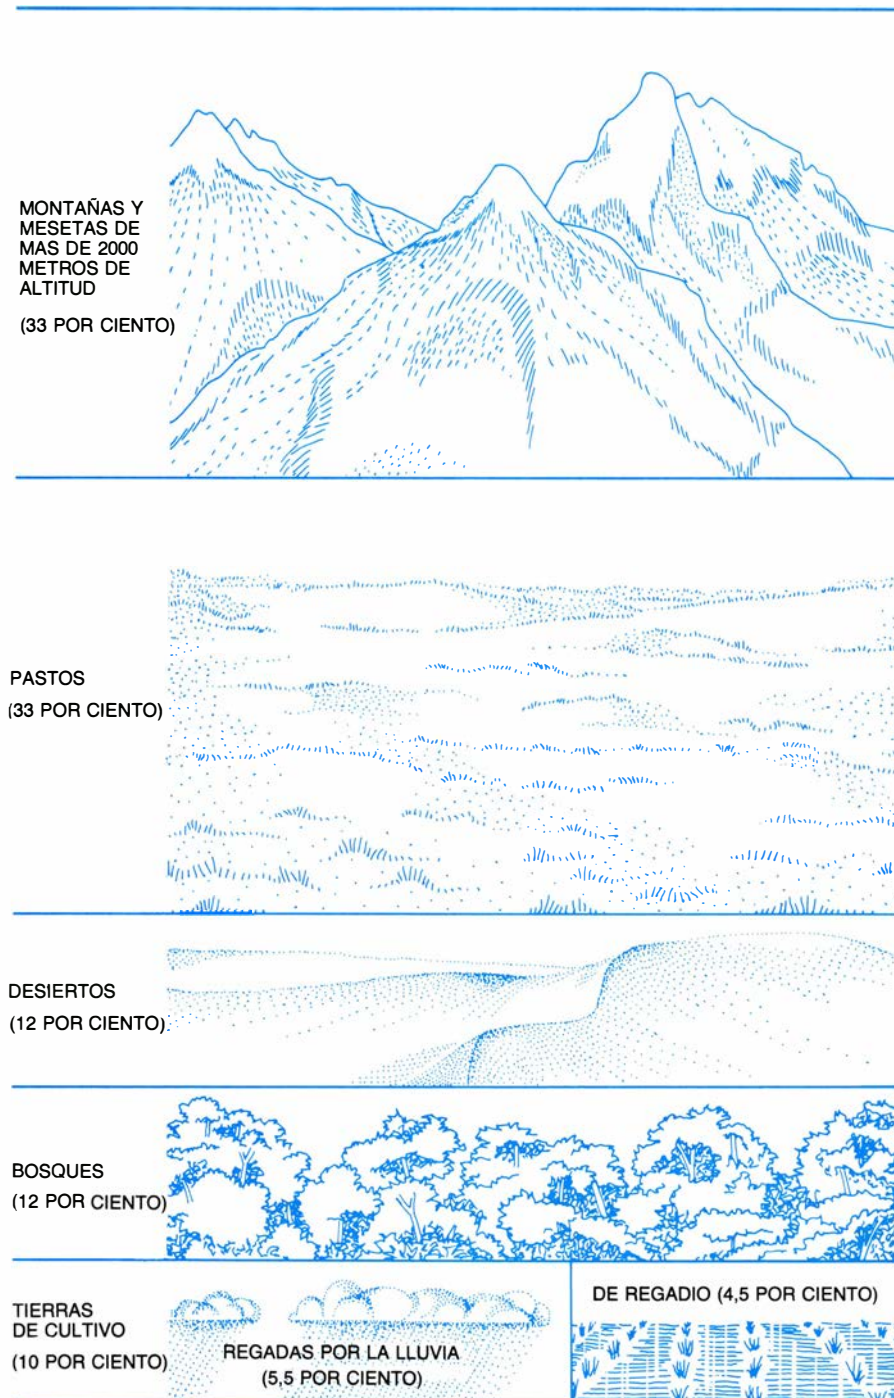 MONTAÑAS Y
MESETAS DE
MAS DE 2000
METROS DE
ALTITUD
(33 POR CIENTO)
PASTOS
(33 POR CIENTO)
DESIERTOS
(12 POR CIENTO)
BOSQUES
(12 POR CIENTO)
TIERRAS
DE CULTIVO
(10 POR CIENTO)
REGADAS POR LA LLUVIA
(5,5 POR CIENTO)
DE REGADIO (4,5 POR CIENTO)